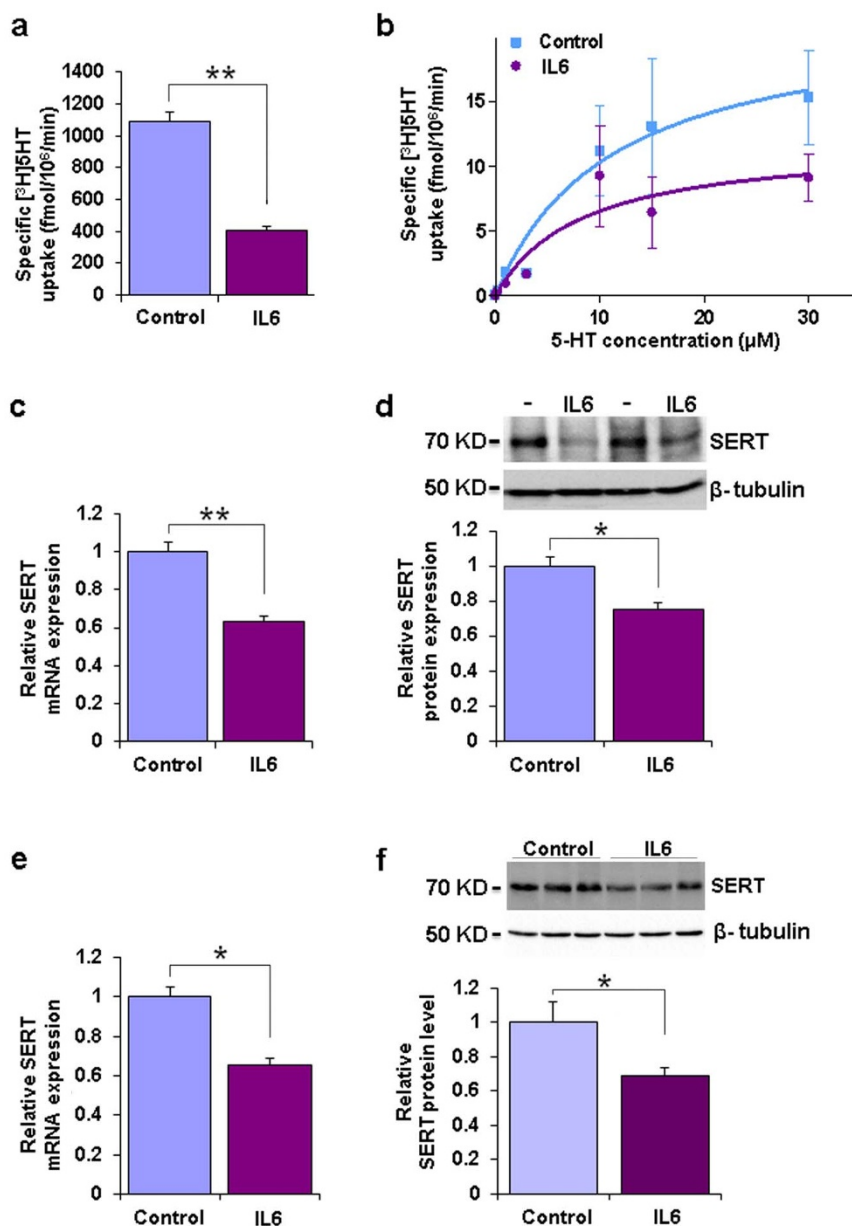 a
Specific [³H]5HT
uptake (fmol/10⁶/min)
1400
1200
1000
800
600
400
200
0
**
Control
IL6
b
Control
IL6
Specific [³H]5HT
uptake (fmol/10⁶/min)
15
10
5
0
0
10
20
30
5-HT concentration (µM)
c
Relative SERT
mRNA expression
1.2
1
0.8
0.6
0.4
0.2
0
**
Control
IL6
d
- IL6 - IL6
70 KD
SERT
50 KD
β- tubulin
Relative SERT
protein expression
1.2
1
0.8
0.6
0.4
0.2
0
*
Control
IL6
e
Relative SERT
mRNA expression
1.2
1
0.8
0.6
0.4
0.2
0
*
Control
IL6
f
Control IL6
70 KD
SERT
50 KD
β- tubulin
Relative
SERT protein level
1.2
1
0.8
0.6
0.4
0.2
0
*
Control
IL6